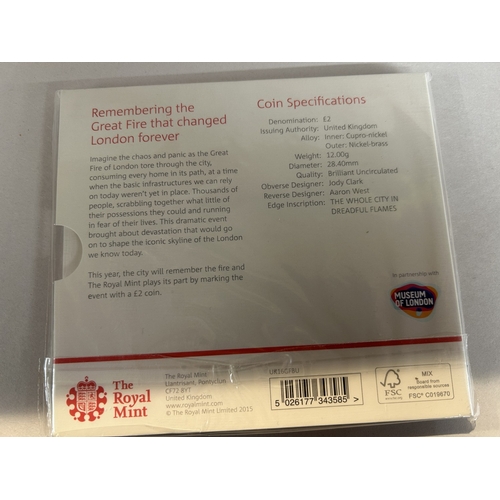 Remembering the
Great Fire that changed
London forever
Imagine the chaos and panic as the Great
Fire of London tore through the city,
consuming every home in its path, at a time
when the basic infrastructures we can rely
on today weren't yet in place. Thousands of
people, scrabbling together what little of
their possessions they could and running
in fear of their lives. This dramatic event
brought about devastation that would go
on to shape the iconic skyline of the London
we know today.
This year, the city will remember the fire and
The Royal Mint plays its part by marking the
event with a £2 coin.
Coin Specifications
Denomination: £2
Issuing Authority: United Kingdom
Alloy: Inner: Cupro-nickel
Outer: Nickel-brass
Weight: 12.00g
Diameter: 28.40mm
Quality: Brilliant Uncirculated
Obverse Designer: Jody Clark
Reverse Designer: Aaron West
Edge Inscription: THE WHOLE CITY IN
DREADFUL FLAMES
In partnership with
MUSEUM
OF LONDON
The
Royal
Mint
The Royal Mint
Llantrisant, Pontyclun
CF72 8YT
United Kingdom
www.royalmint.com
© The Royal Mint Limited 2015
UK16GFBU
5 026177 343585 >
FSC
MIX
Board from
responsible sources
FSC® C019670